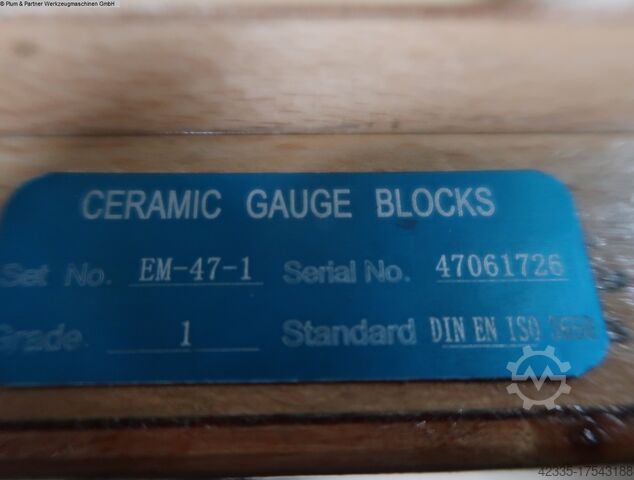 © Plum & Partner Werkzeugmaschinen GmbH
CERAMIC GAUGE BLOCKS
Set No. EM-47-1 Serial No. 47061726
Grade 1 Standard DIN EN ISO
42335-17543188